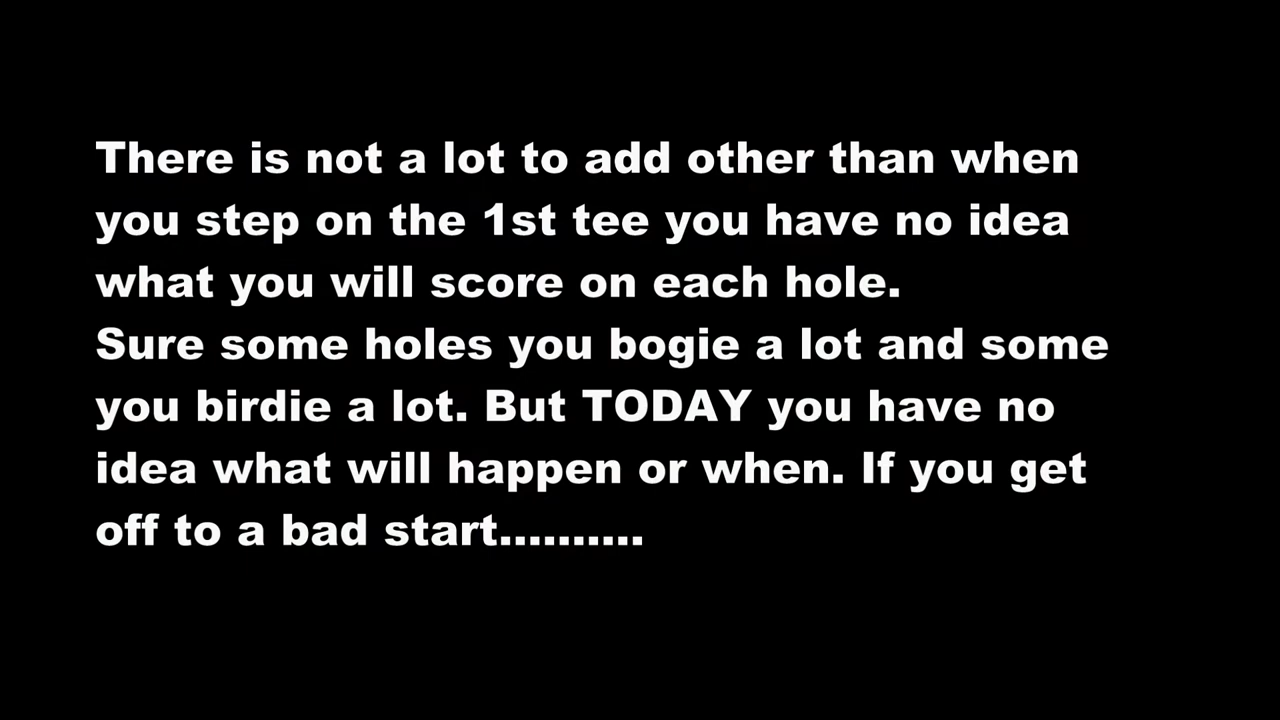 There is not a lot to add other than when
you step on the 1st tee you have no idea
what you will score on each hole.
Sure some holes you bogie a lot and some
you birdie a lot. But TODAY you have no
idea what will happen or when. If you get
off to a bad start..........